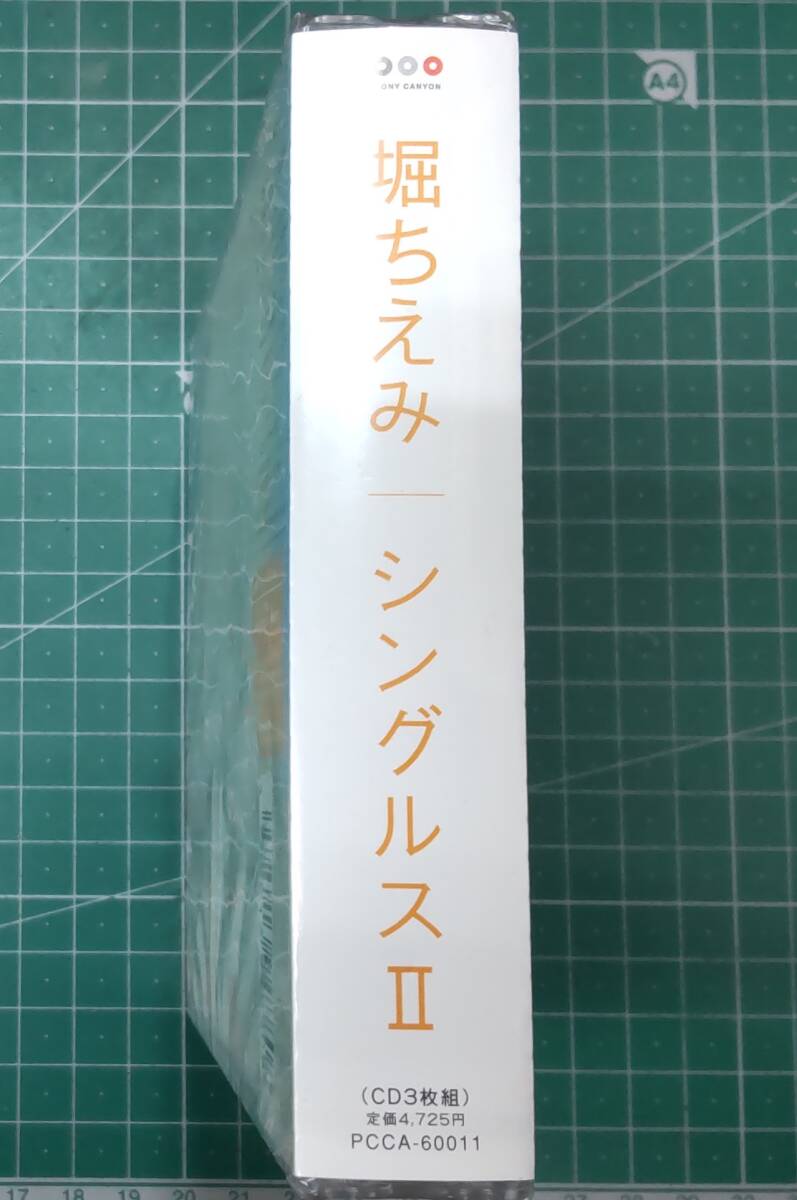 ONY CANYON
堀ちえみ
シングルスⅡ
(CD3枚組)
定価4,725円
PCCA-60011
A4
17 18 19 20 21